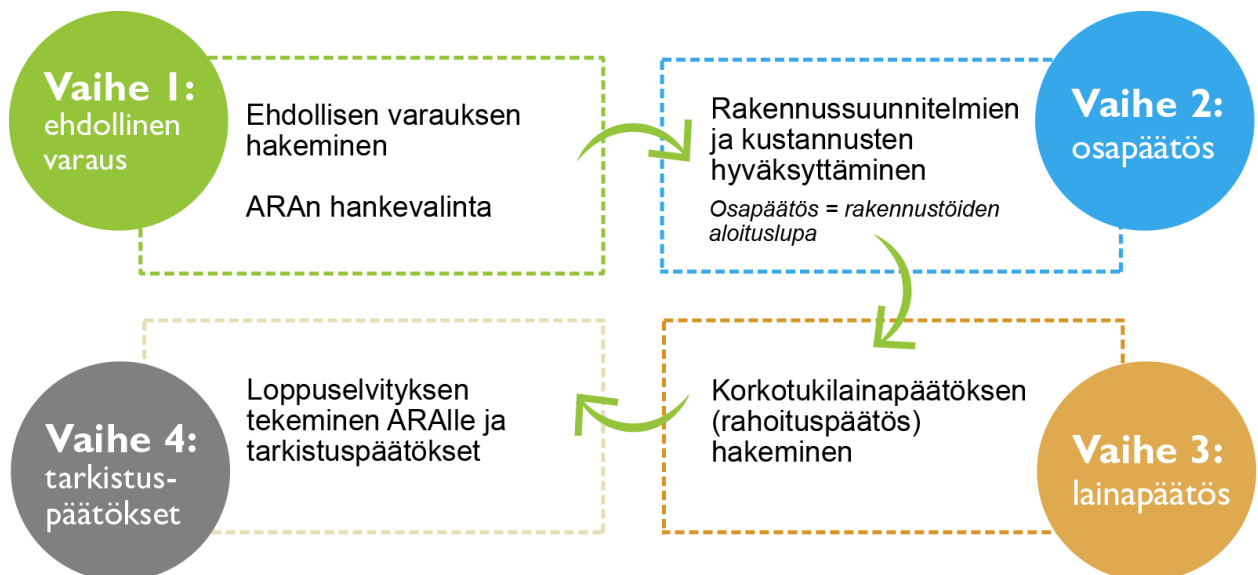 Vaihe 1:
ehdollinen
varaus
Ehdollisen varauksen
hakeminen
ARAn hankevalinta
Rakennussuunnitelmien
ja kustannusten
hyväksyttäminen
Osapäätös = rakennustöiden
aloituslupa
Vaihe 2:
osapäätös
Korkotukilainapäätöksen
(rahoituspäätös)
hakeminen
Vaihe 3:
lainapäätös
Loppuselvityksen
tekeminen ARAlle ja
tarkistuspäätökset
Vaihe 4:
tarkistus-
päätökset